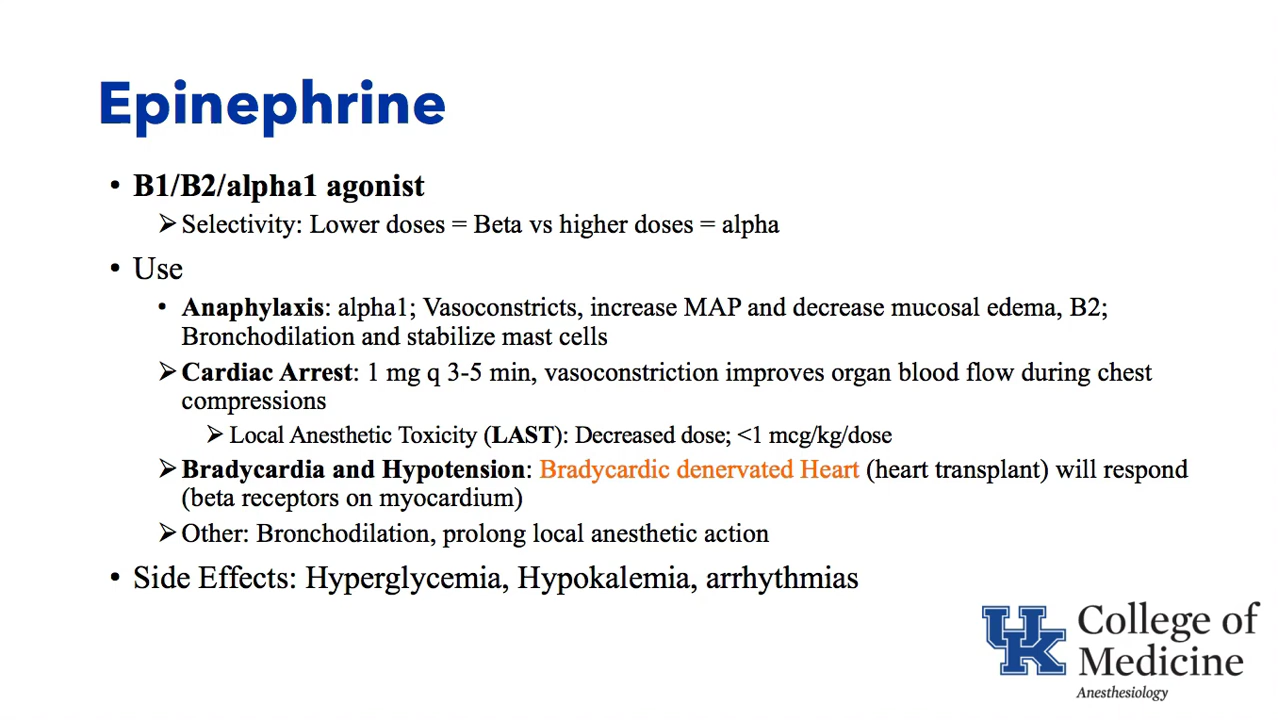 Epinephrine
• B1/B2/alpha1 agonist
➢ Selectivity: Lower doses = Beta vs higher doses = alpha
• Use
• Anaphylaxis: alpha1; Vasoconstricts, increase MAP and decrease mucosal edema, B2;
Bronchodilation and stabilize mast cells
➢ Cardiac Arrest: 1 mg q 3-5 min, vasoconstriction improves organ blood flow during chest
compressions
➢ Local Anesthetic Toxicity (LAST): Decreased dose; <1 mcg/kg/dose
➢ Bradycardia and Hypotension: Bradycardic denervated Heart (heart transplant) will respond
(beta receptors on myocardium)
➢ Other: Bronchodilation, prolong local anesthetic action
• Side Effects: Hyperglycemia, Hypokalemia, arrhythmias
UK
College of
Medicine
Anesthesiology